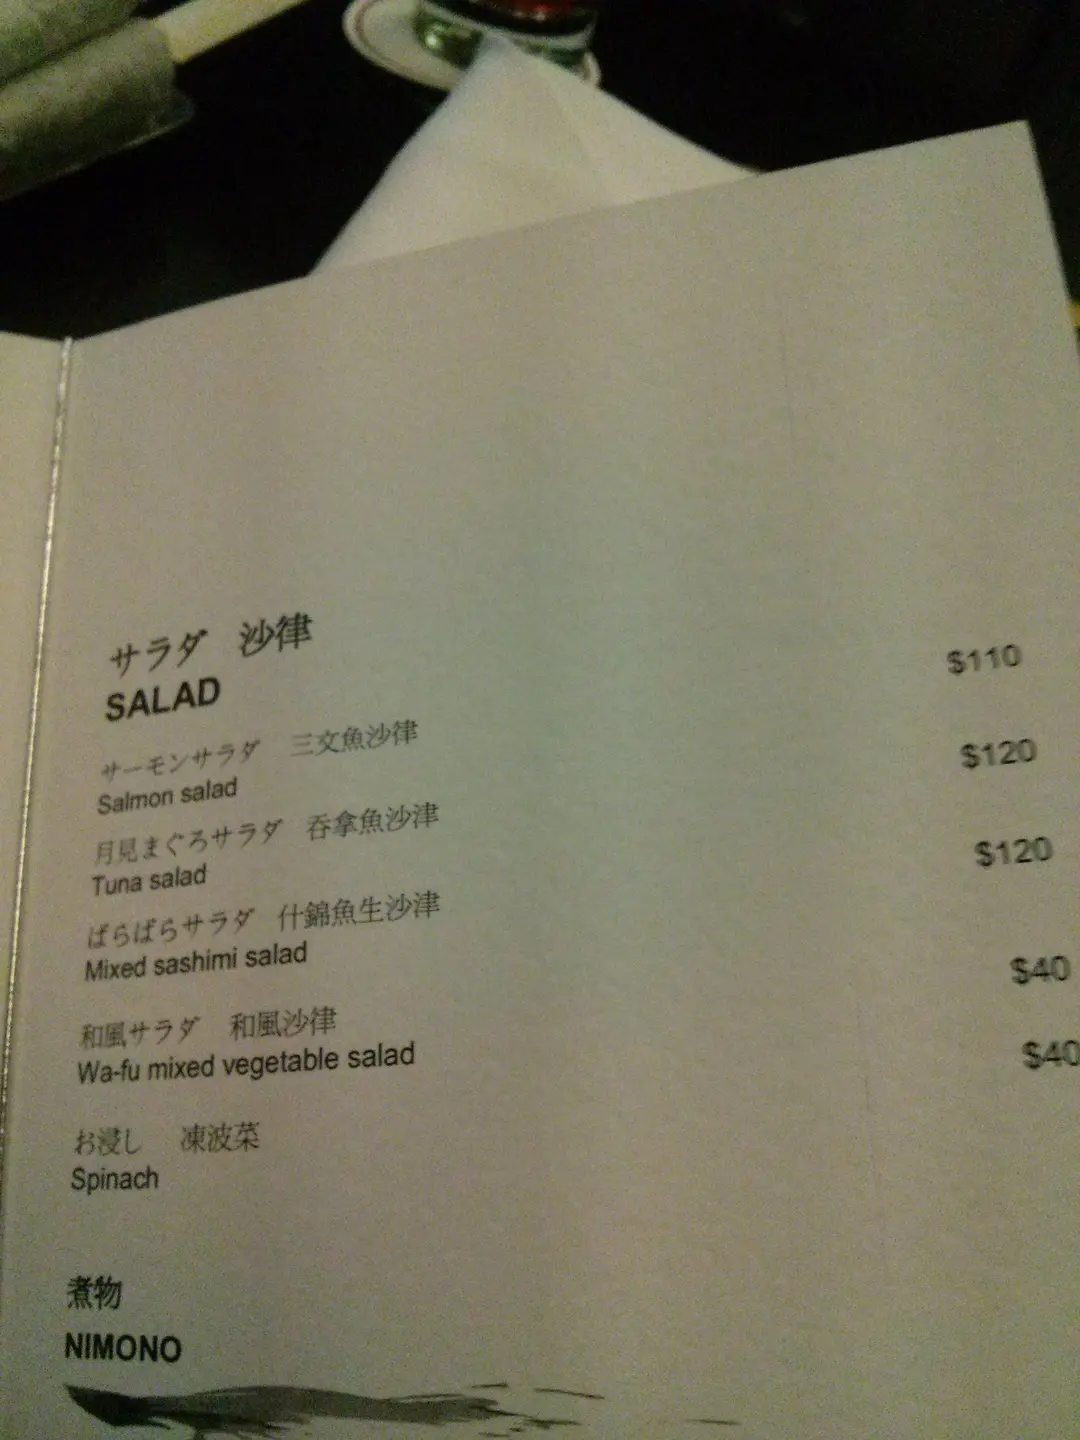 サラダ 沙律
SALAD
サーモンサラダ 三文魚沙律 $110
Salmon salad
月見まぐろサラダ 吞拿魚沙律 $120
Tuna salad
ばらばらサラダ 什錦魚生沙律 $120
Mixed sashimi salad
和風サラダ 和風沙律 $40
Wa-fu mixed vegetable salad
お浸し 凍波菜 $40
Spinach
煮物
NIMONO